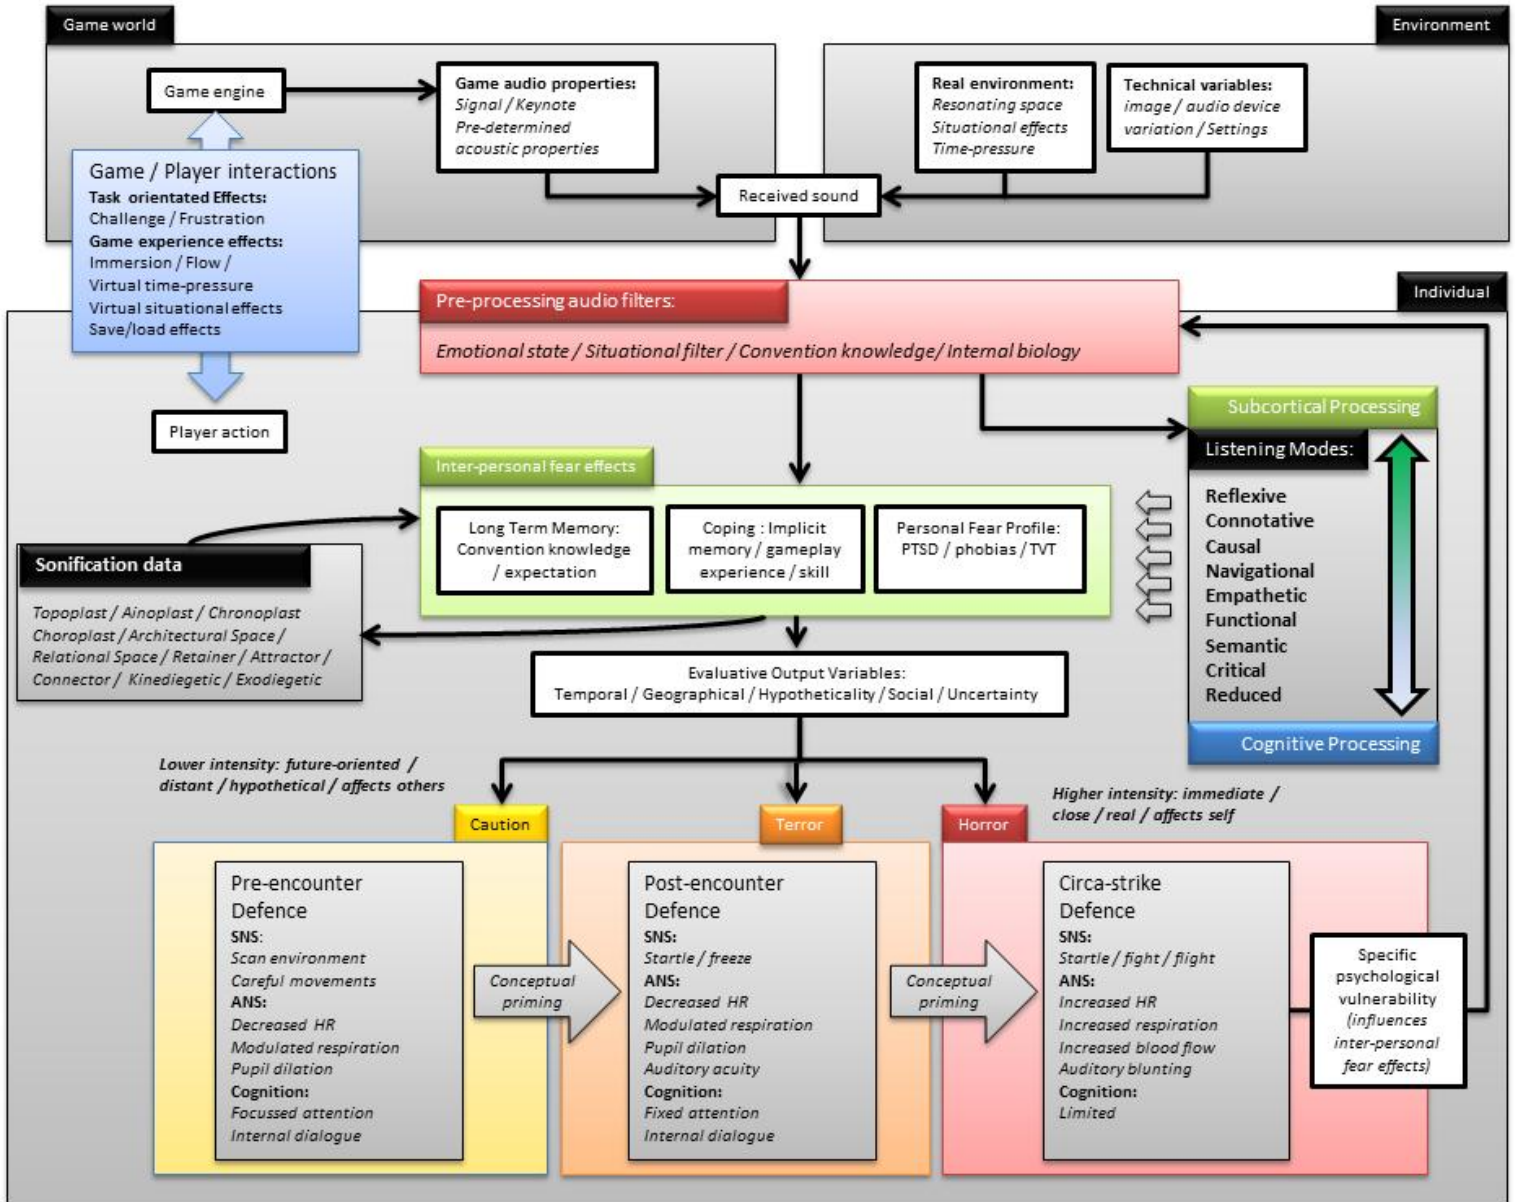 Game world
Environment
Game engine
Game audio properties:
Signal / Keynote
Pre-determined
acoustic properties
Real environment:
Resonating space
Situational effects
Time-pressure
Technical variables:
image / audio device
variation / Settings
Game / Player interactions
Task orientated Effects:
Challenge / Frustration
Game experience effects:
Immersion / Flow /
Virtual time-pressure
Virtual situational effects
Save/load effects
Received sound
Player action
Individual
Pre-processing audio filters:
Emotional state / Situational filter / Convention knowledge/ Internal biology
Subcortical Processing
Listening Modes:
Reflexive
Connotative
Causal
Navigational
Empathetic
Functional
Semantic
Critical
Reduced
Cognitive Processing
Inter-personal fear effects
Long Term Memory:
Convention knowledge
/ expectation
Coping : Implicit
memory / gameplay
experience / skill
Personal Fear Profile:
PTSD / phobias / TVT
Sonification data
Topoplast / Ainoplast / Chronoplast
Choroplast / Architectural Space /
Relational Space / Retainer / Attractor /
Connector / Kinediegetic / Exodiegetic
Evaluative Output Variables:
Temporal / Geographical / Hypotheticality / Social / Uncertainty
Lower intensity: future-oriented /
distant / hypothetical / affects others
Higher intensity: immediate /
close / real / affects self
Caution
Pre-encounter
Defence
SNS:
Scan environment
Careful movements
ANS:
Decreased HR
Modulated respiration
Pupil dilation
Cognition:
Focussed attention
Internal dialogue
Conceptual
priming
Terror
Post-encounter
Defence
SNS:
Startle / freeze
ANS:
Decreased HR
Modulated respiration
Pupil dilation
Auditory acuity
Cognition:
Fixed attention
Internal dialogue
Conceptual
priming
Horror
Circa-strike
Defence
SNS:
Startle / fight / flight
ANS:
Increased HR
Increased respiration
Increased blood flow
Auditory blunting
Cognition:
Limited
Specific
psychological
vulnerability
(influences
inter-personal
fear effects)